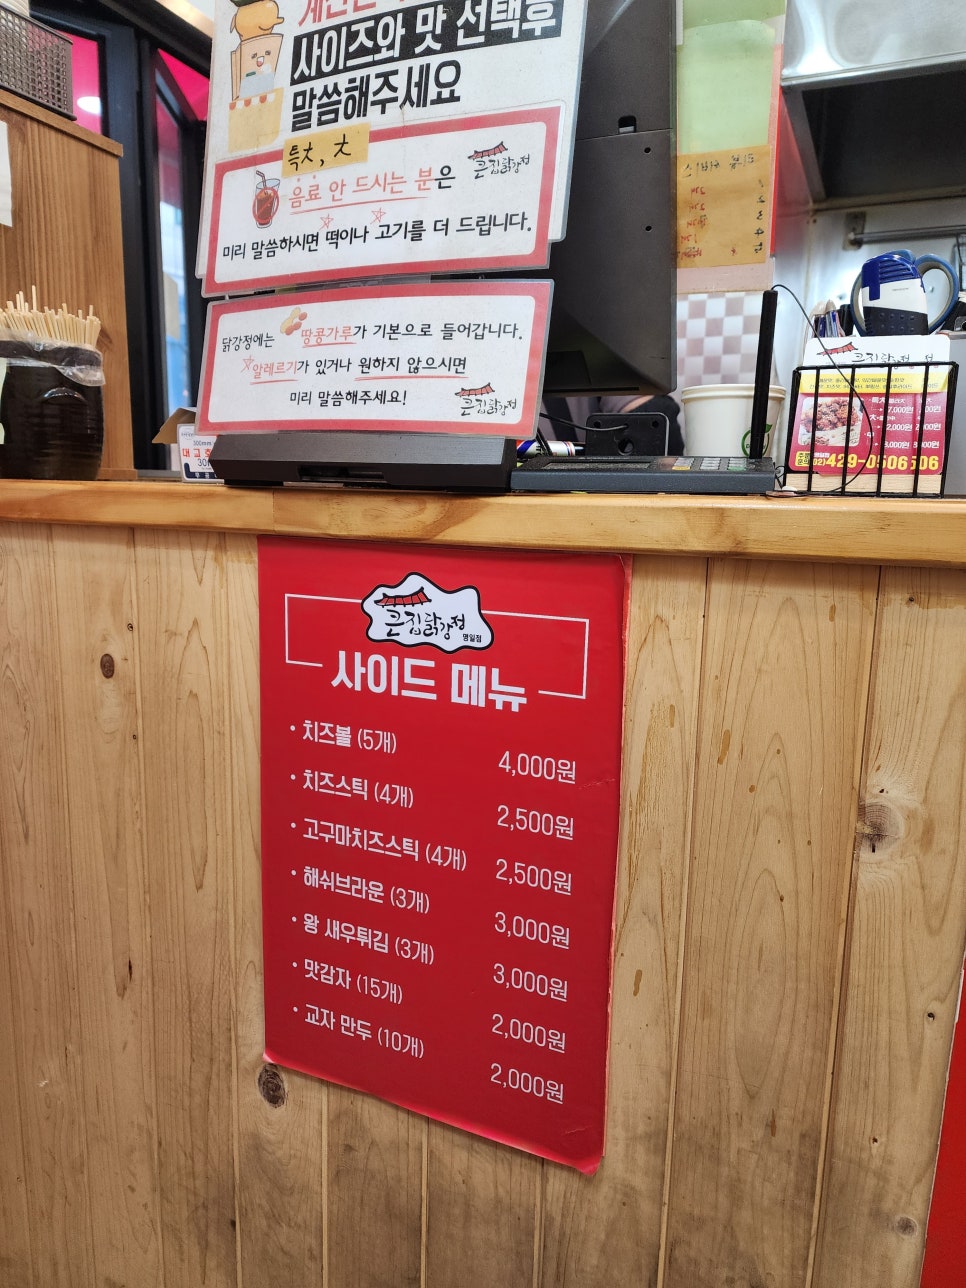 사이즈와 맛 선택후
말씀해주세요
특大, 大
음료 안 드시는 분은
큰집닭강정
미리 말씀하시면 떡이나 고기를 더 드립니다.
닭강정에는 땅콩가루가 기본으로 들어갑니다.
알레르기가 있거나 원하지 않으시면
미리 말씀해주세요!
큰집닭강정
큰집닭강정
(02)429-0506
큰집닭강정
명일점
사이드 메뉴
• 치즈볼 (5개) 4,000원
• 치즈스틱 (4개) 2,500원
• 고구마치즈스틱 (4개) 2,500원
• 해쉬브라운 (3개) 3,000원
• 왕 새우튀김 (3개) 3,000원
• 맛감자 (15개) 2,000원
• 교자 만두 (10개) 2,000원